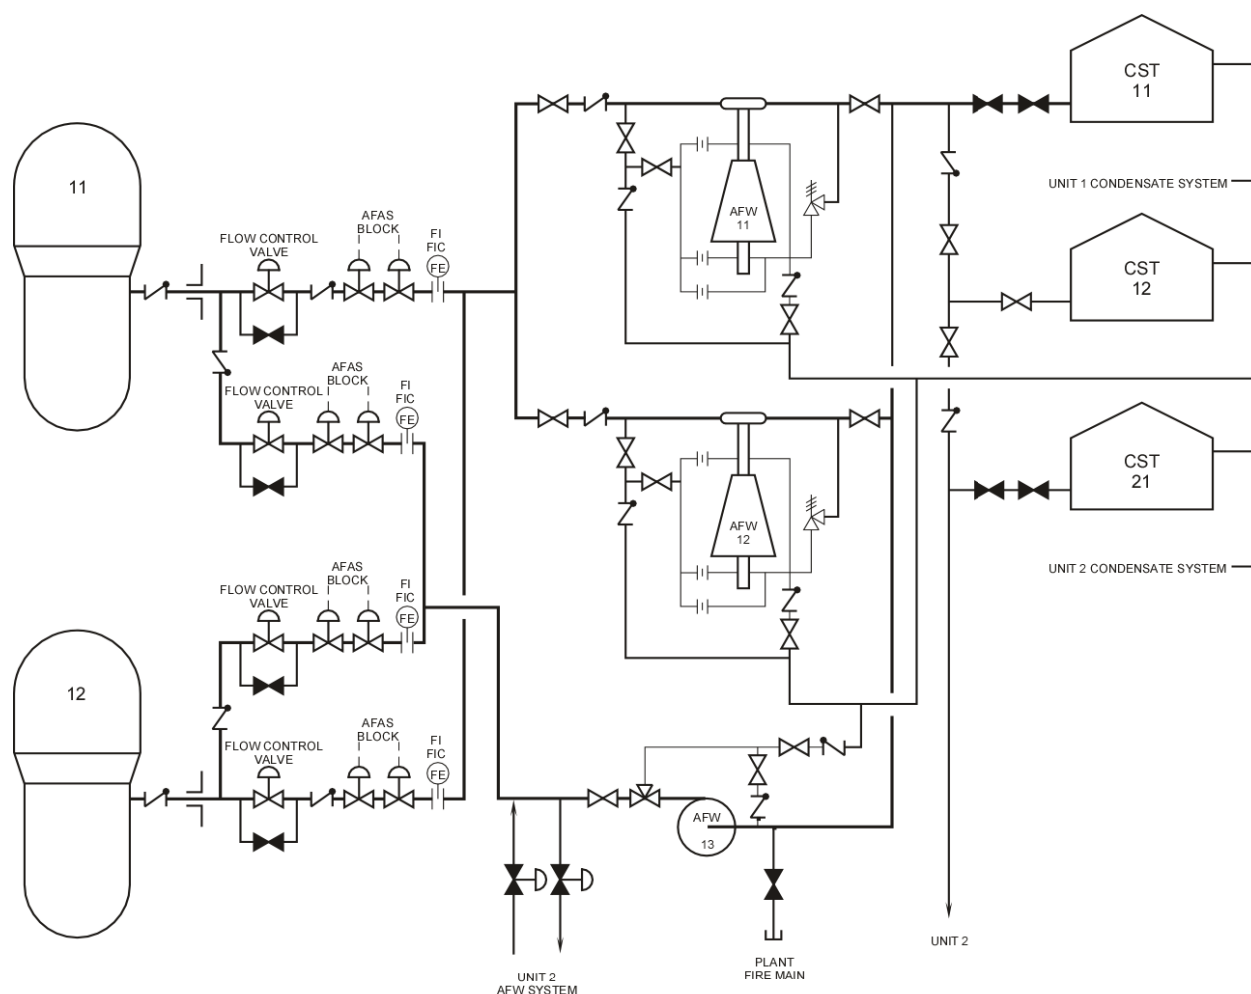 CST
11
11
AFW
11
UNIT 1 CONDENSATE SYSTEM
AFAS
BLOCK
FI
FIC
FE
FLOW CONTROL
VALVE
CST
12
AFAS
BLOCK
FI
FIC
FE
FLOW CONTROL
VALVE
CST
21
AFW
12
AFAS
BLOCK
FI
FIC
FE
FLOW CONTROL
VALVE
UNIT 2 CONDENSATE SYSTEM
12
AFAS
BLOCK
FI
FIC
FE
FLOW CONTROL
VALVE
AFW
13
UNIT 2
PLANT
FIRE MAIN
UNIT 2
AFW SYSTEM